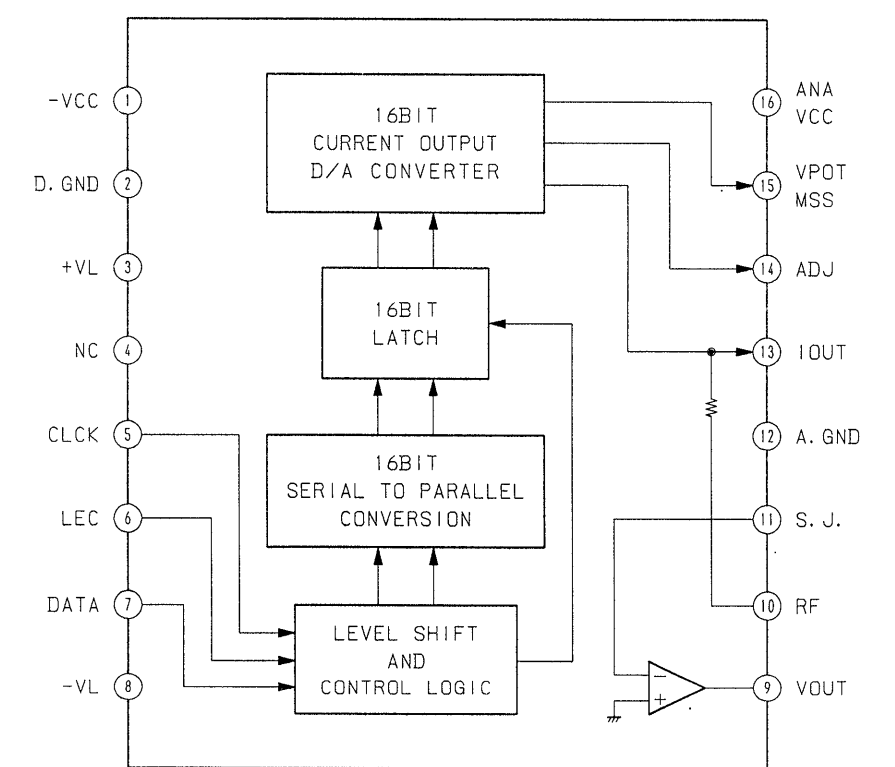 -VCC 1
D.GND 2
+VL 3
NC 4
CLCK 5
LEC 6
DATA 7
-VL 8
16BIT
CURRENT OUTPUT
D/A CONVERTER
16BIT
LATCH
16BIT
SERIAL TO PARALLEL
CONVERSION
LEVEL SHIFT
AND
CONTROL LOGIC
-
+
16 ANA
VCC
15 VPOT
MSS
14 ADJ
13 IOUT
12 A.GND
11 S.J.
10 RF
9 VOUT